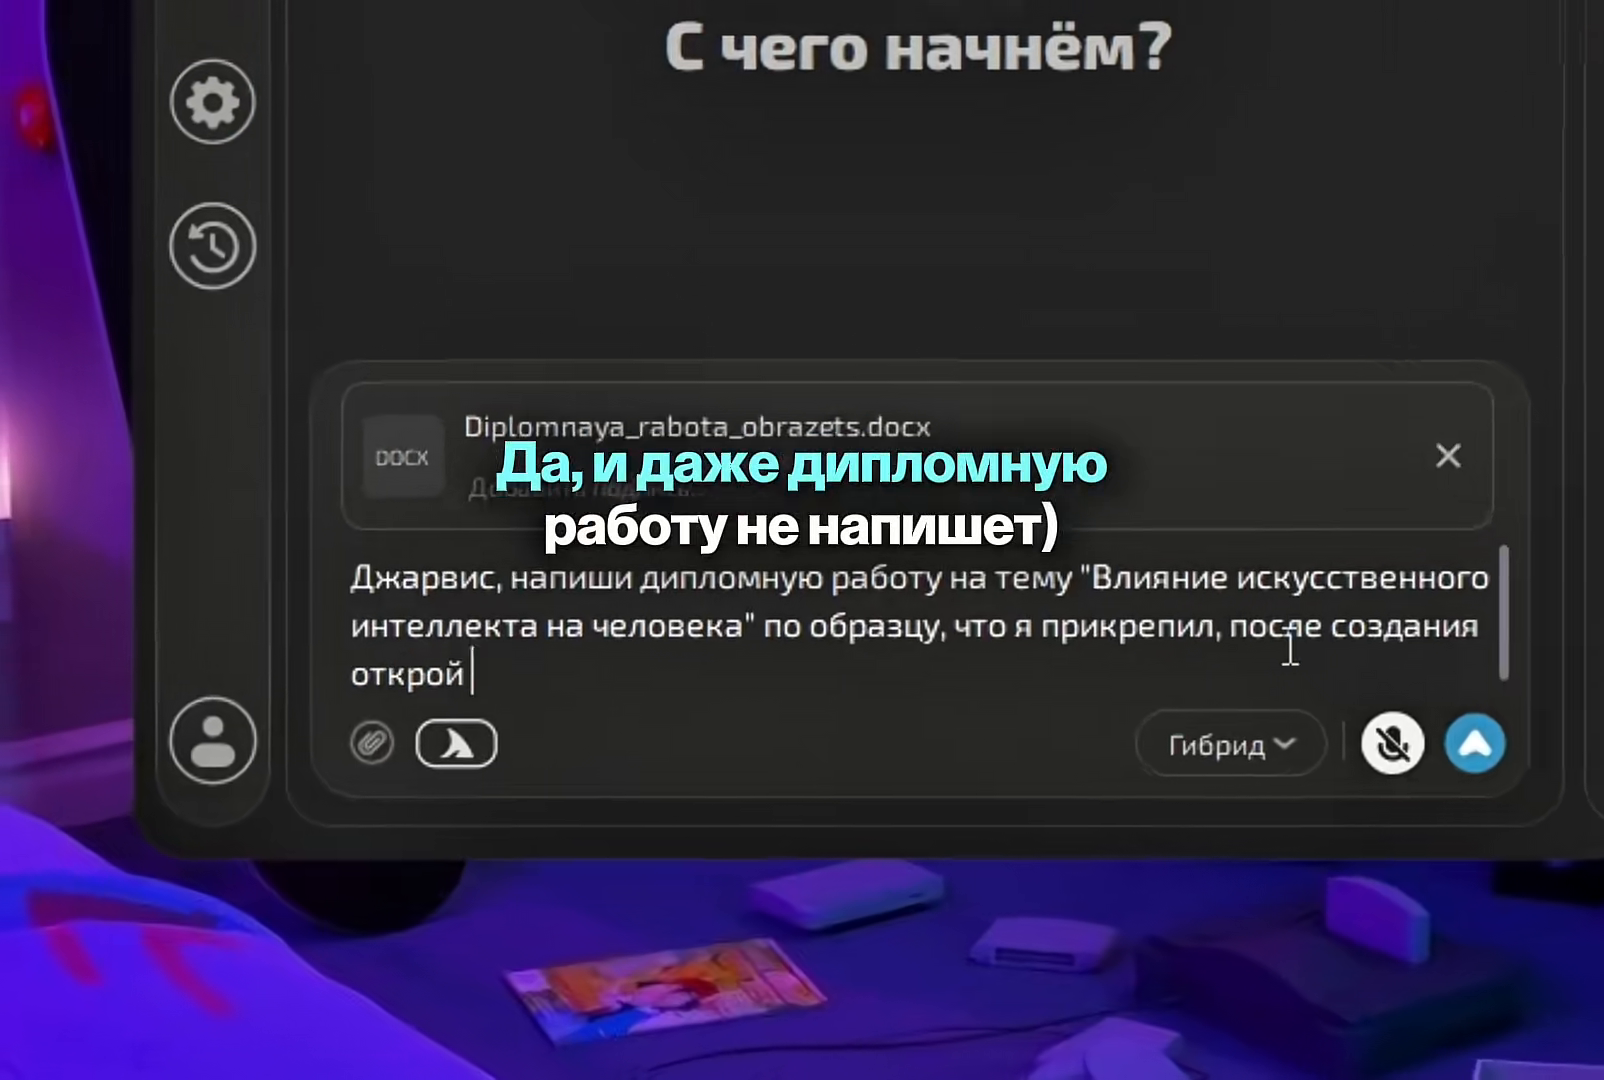 С чего начнём?
DOCX
Diplomnaya_rabota_obrazets.docx
Да, и даже дипломную
работу не напишет)
Джарвис, напиши дипломную работу на тему "Влияние искусственного
интеллекта на человека" по образцу, что я прикрепил, после создания
открой
Гибрид